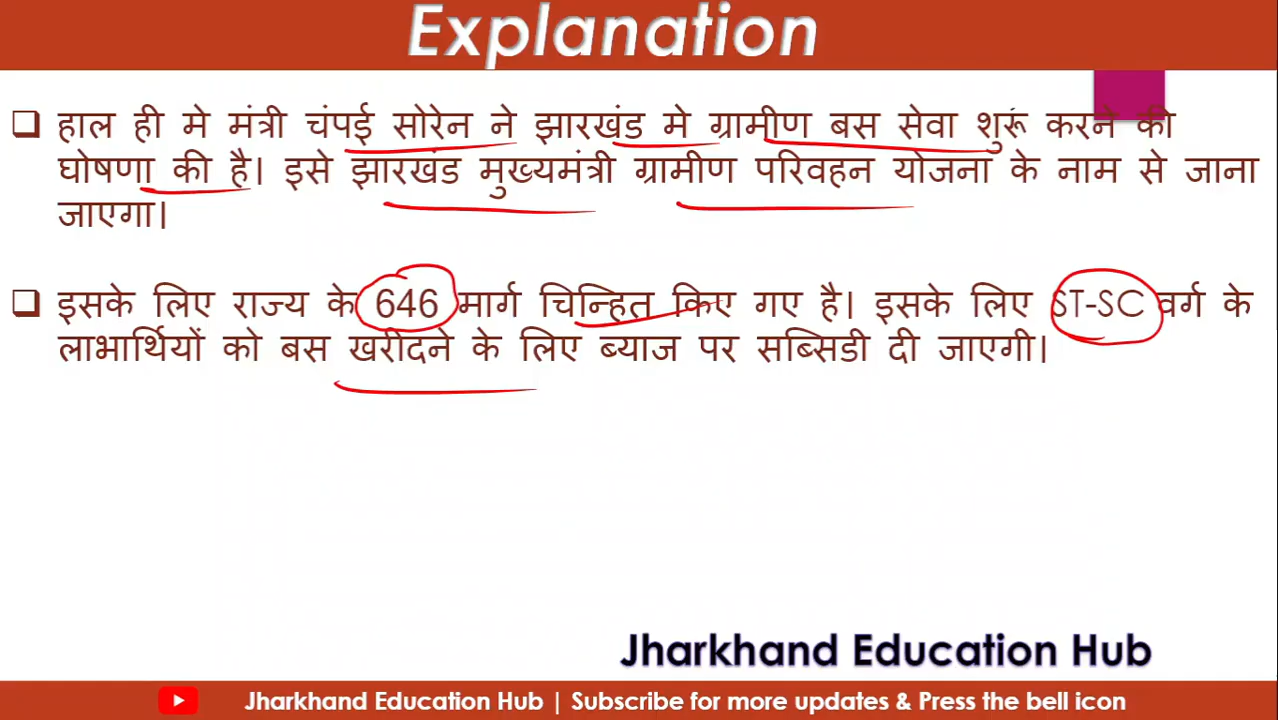 Explanation
हाल ही मे मंत्री चंपई सोरेन ने झारखंड मे ग्रामीण बस सेवा शुरूं करने की
घोषणा की है। इसे झारखंड मुख्यमंत्री ग्रामीण परिवहन योजना के नाम से जाना
जाएगा।
इसके लिए राज्य के 646 मार्ग चिन्हित किए गए है। इसके लिए ST-SC वर्ग के
लाभार्थियों को बस खरीदने के लिए ब्याज पर सब्सिडी दी जाएगी।
Jharkhand Education Hub
Jharkhand Education Hub | Subscribe for more updates & Press the bell icon